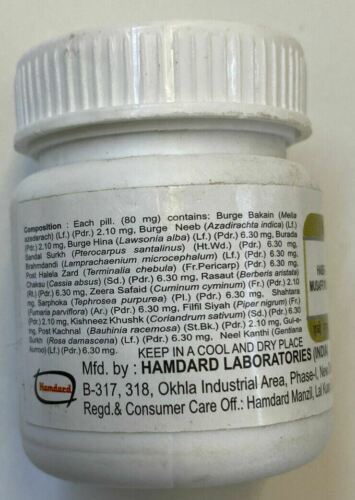 Composition : Each pill. (80 mg) contains: Burge Bakain (Melia
azadarach) (Lf.) (Pdr.) 2.10 mg, Burge Neeb (Azadirachta indica) (Lf.)
(Pdr.) 2.10 mg, Burge Hina (Lawsonia alba) (Lf.) (Pdr.) 6.30 mg, Burada
Sandal Surkh (Pterocarpus santalinus) (Ht.Wd.) (Pdr.) 6.30 mg,
Brahmdandi (Lamprachaenium microcephalum) (Lf.) (Pdr.) 6.30 mg,
Post Halela Zard (Terminalia chebula) (Fr.Pericarp) (Pdr.) 6.30 mg,
Chaksu (Cassia absus) (Sd.) (Pdr.) 6.30 mg, Rasaut (Berberis aristata)
(Rt.) (Pdr.) 6.30 mg, Zeera Safaid (Cuminum cyminum) (Fr.) (Pdr.) 2.10
mg, Sarphoka (Tephrosea purpurea) (Pl.) (Pdr.) 6.30 mg, Shahtara
(Fumeria parviflora) (Ar.) (Pdr.) 6.30 mg, Filfil Siyah (Piper nigrum) (Fr.)
(Pdr.) 2.10 mg, Kishneez Khushk (Coriandrum sativum) (Sd.) (Pdr.) 6.30
mg, Post Kachnal (Bauhinia racemosa) (St.Bk.) (Pdr.) 2.10 mg, Gul-e-
Surkh (Rosa damascena) (Lf.) (Pdr.) 6.30 mg, Neel Kanthi (Gentiana
kurroo) (Lf.) (Pdr.) 6.30 mg.
KEEP IN A COOL AND DRY PLACE
Mfd. by : HAMDARD LABORATORIES (INDIA
B-317, 318, Okhla Industrial Area, Phase-I, New
Regd.& Consumer Care Off.: Hamdard Manzil, Lal Kuan
Hamdard